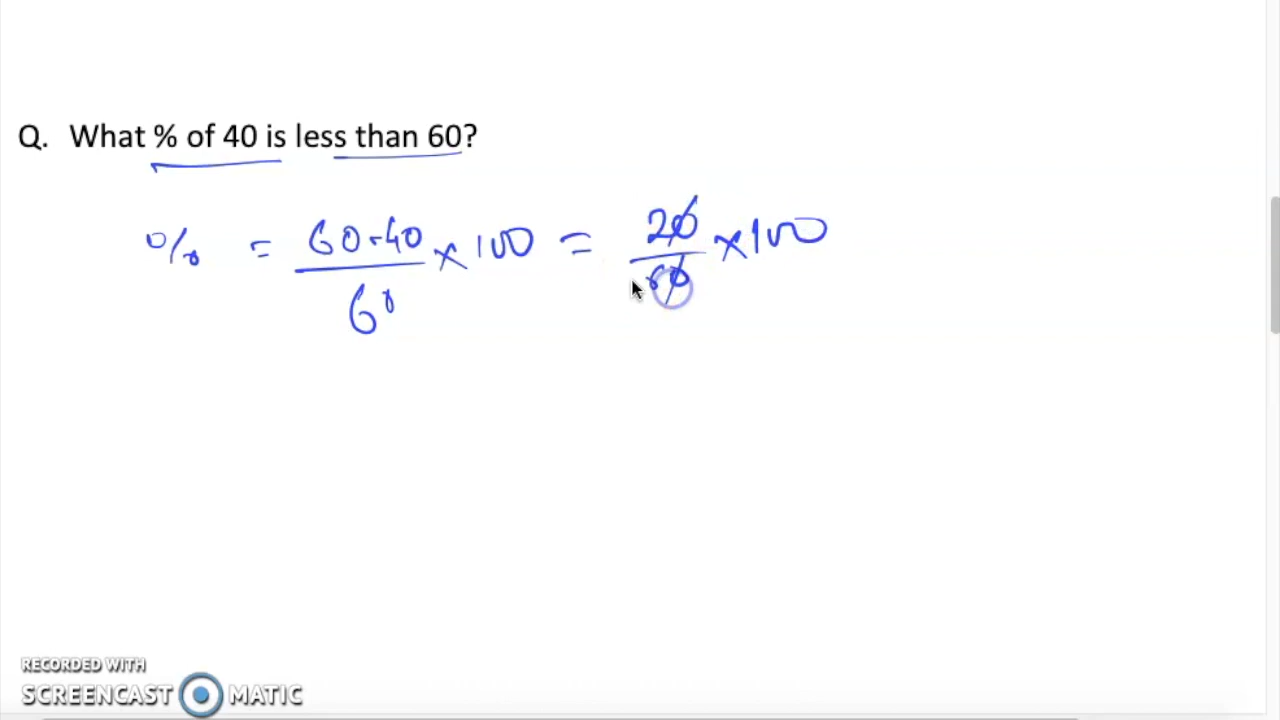 Q. What % of 40 is less than 60?
% = 60-40/60 × 100 = 20/60 × 100
RECORDED WITH
SCREENCAST MATIC